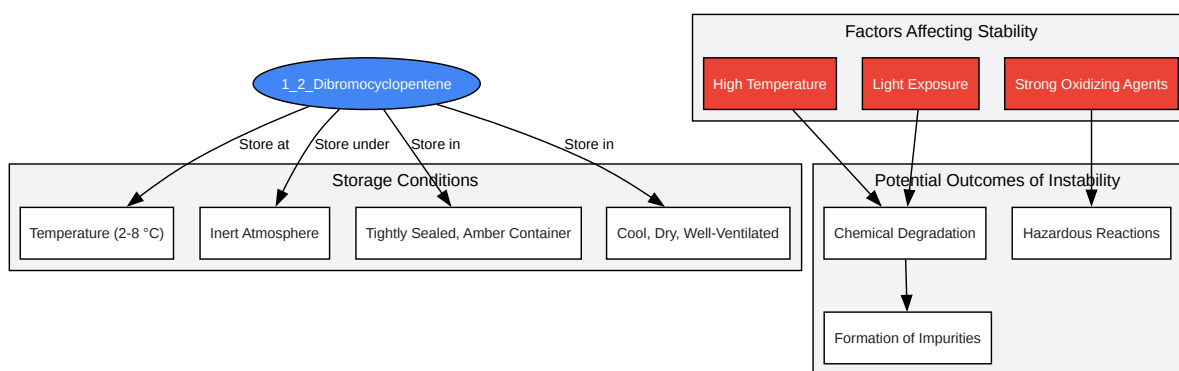 Factors Affecting Stability
1_2_Dibromocyclopentene
High Temperature
Light Exposure
Strong Oxidizing Agents
Store at
Store under
Store in
Store in
Storage Conditions
Potential Outcomes of Instability
Temperature (2-8 °C)
Inert Atmosphere
Tightly Sealed, Amber Container
Cool, Dry, Well-Ventilated
Chemical Degradation
Hazardous Reactions
Formation of Impurities